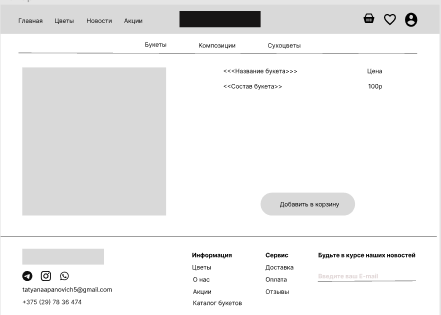 Главная Цветы Новости Акции
Букеты Композиции Сухоцветы
<<<Название букета>>> Цена
<<Состав букета>> 100р
Добавить в корзину
Информация Сервис Будьте в курсе наших новостей
Цветы Доставка
О нас Оплата Введите ваш E-mail
Акции Отзывы
Каталог букетов
tatyanaapanovich5@gmail.com
+375 (29) 78 36 474